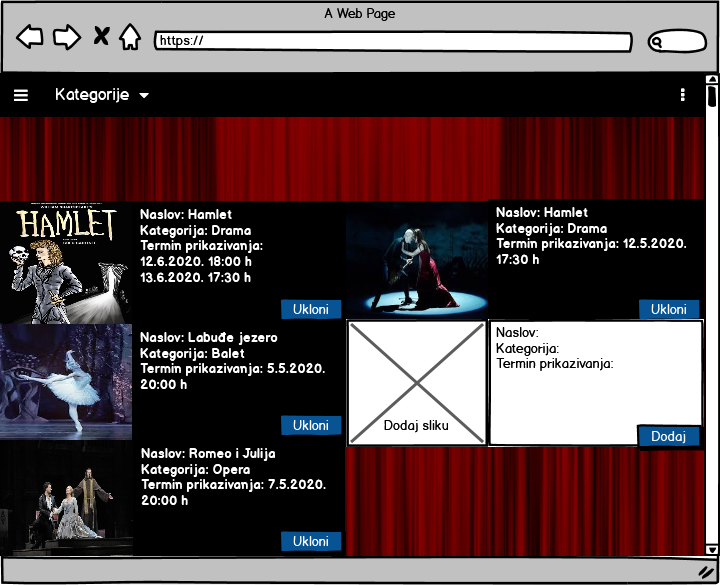 A Web Page
https://
Kategorije
HAMLET
Naslov: Hamlet
Kategorija: Drama
Termin prikazivanja:
12.6.2020. 18:00 h
13.6.2020. 17:30 h
Ukloni
Naslov: Hamlet
Kategorija: Drama
Termin prikazivanja: 12.5.2020.
17:30 h
Ukloni
Naslov: Labuđe jezero
Kategorija: Balet
Termin prikazivanja: 5.5.2020.
20:00 h
Ukloni
Dodaj sliku
Naslov:
Kategorija:
Termin prikazivanja:
Dodaj
Naslov: Romeo i Julija
Kategorija: Opera
Termin prikazivanja: 7.5.2020.
20:00 h
Ukloni